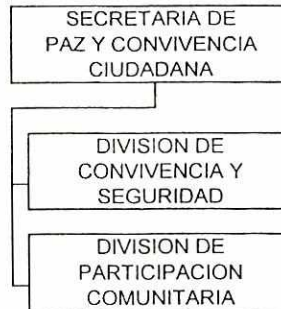 SECRETARIA DE
PAZ Y CONVIVENCIA
CIUDADANA
DIVISION DE
CONVIVENCIA Y
SEGURIDAD
DIVISION DE
PARTICIPACION
COMUNITARIA